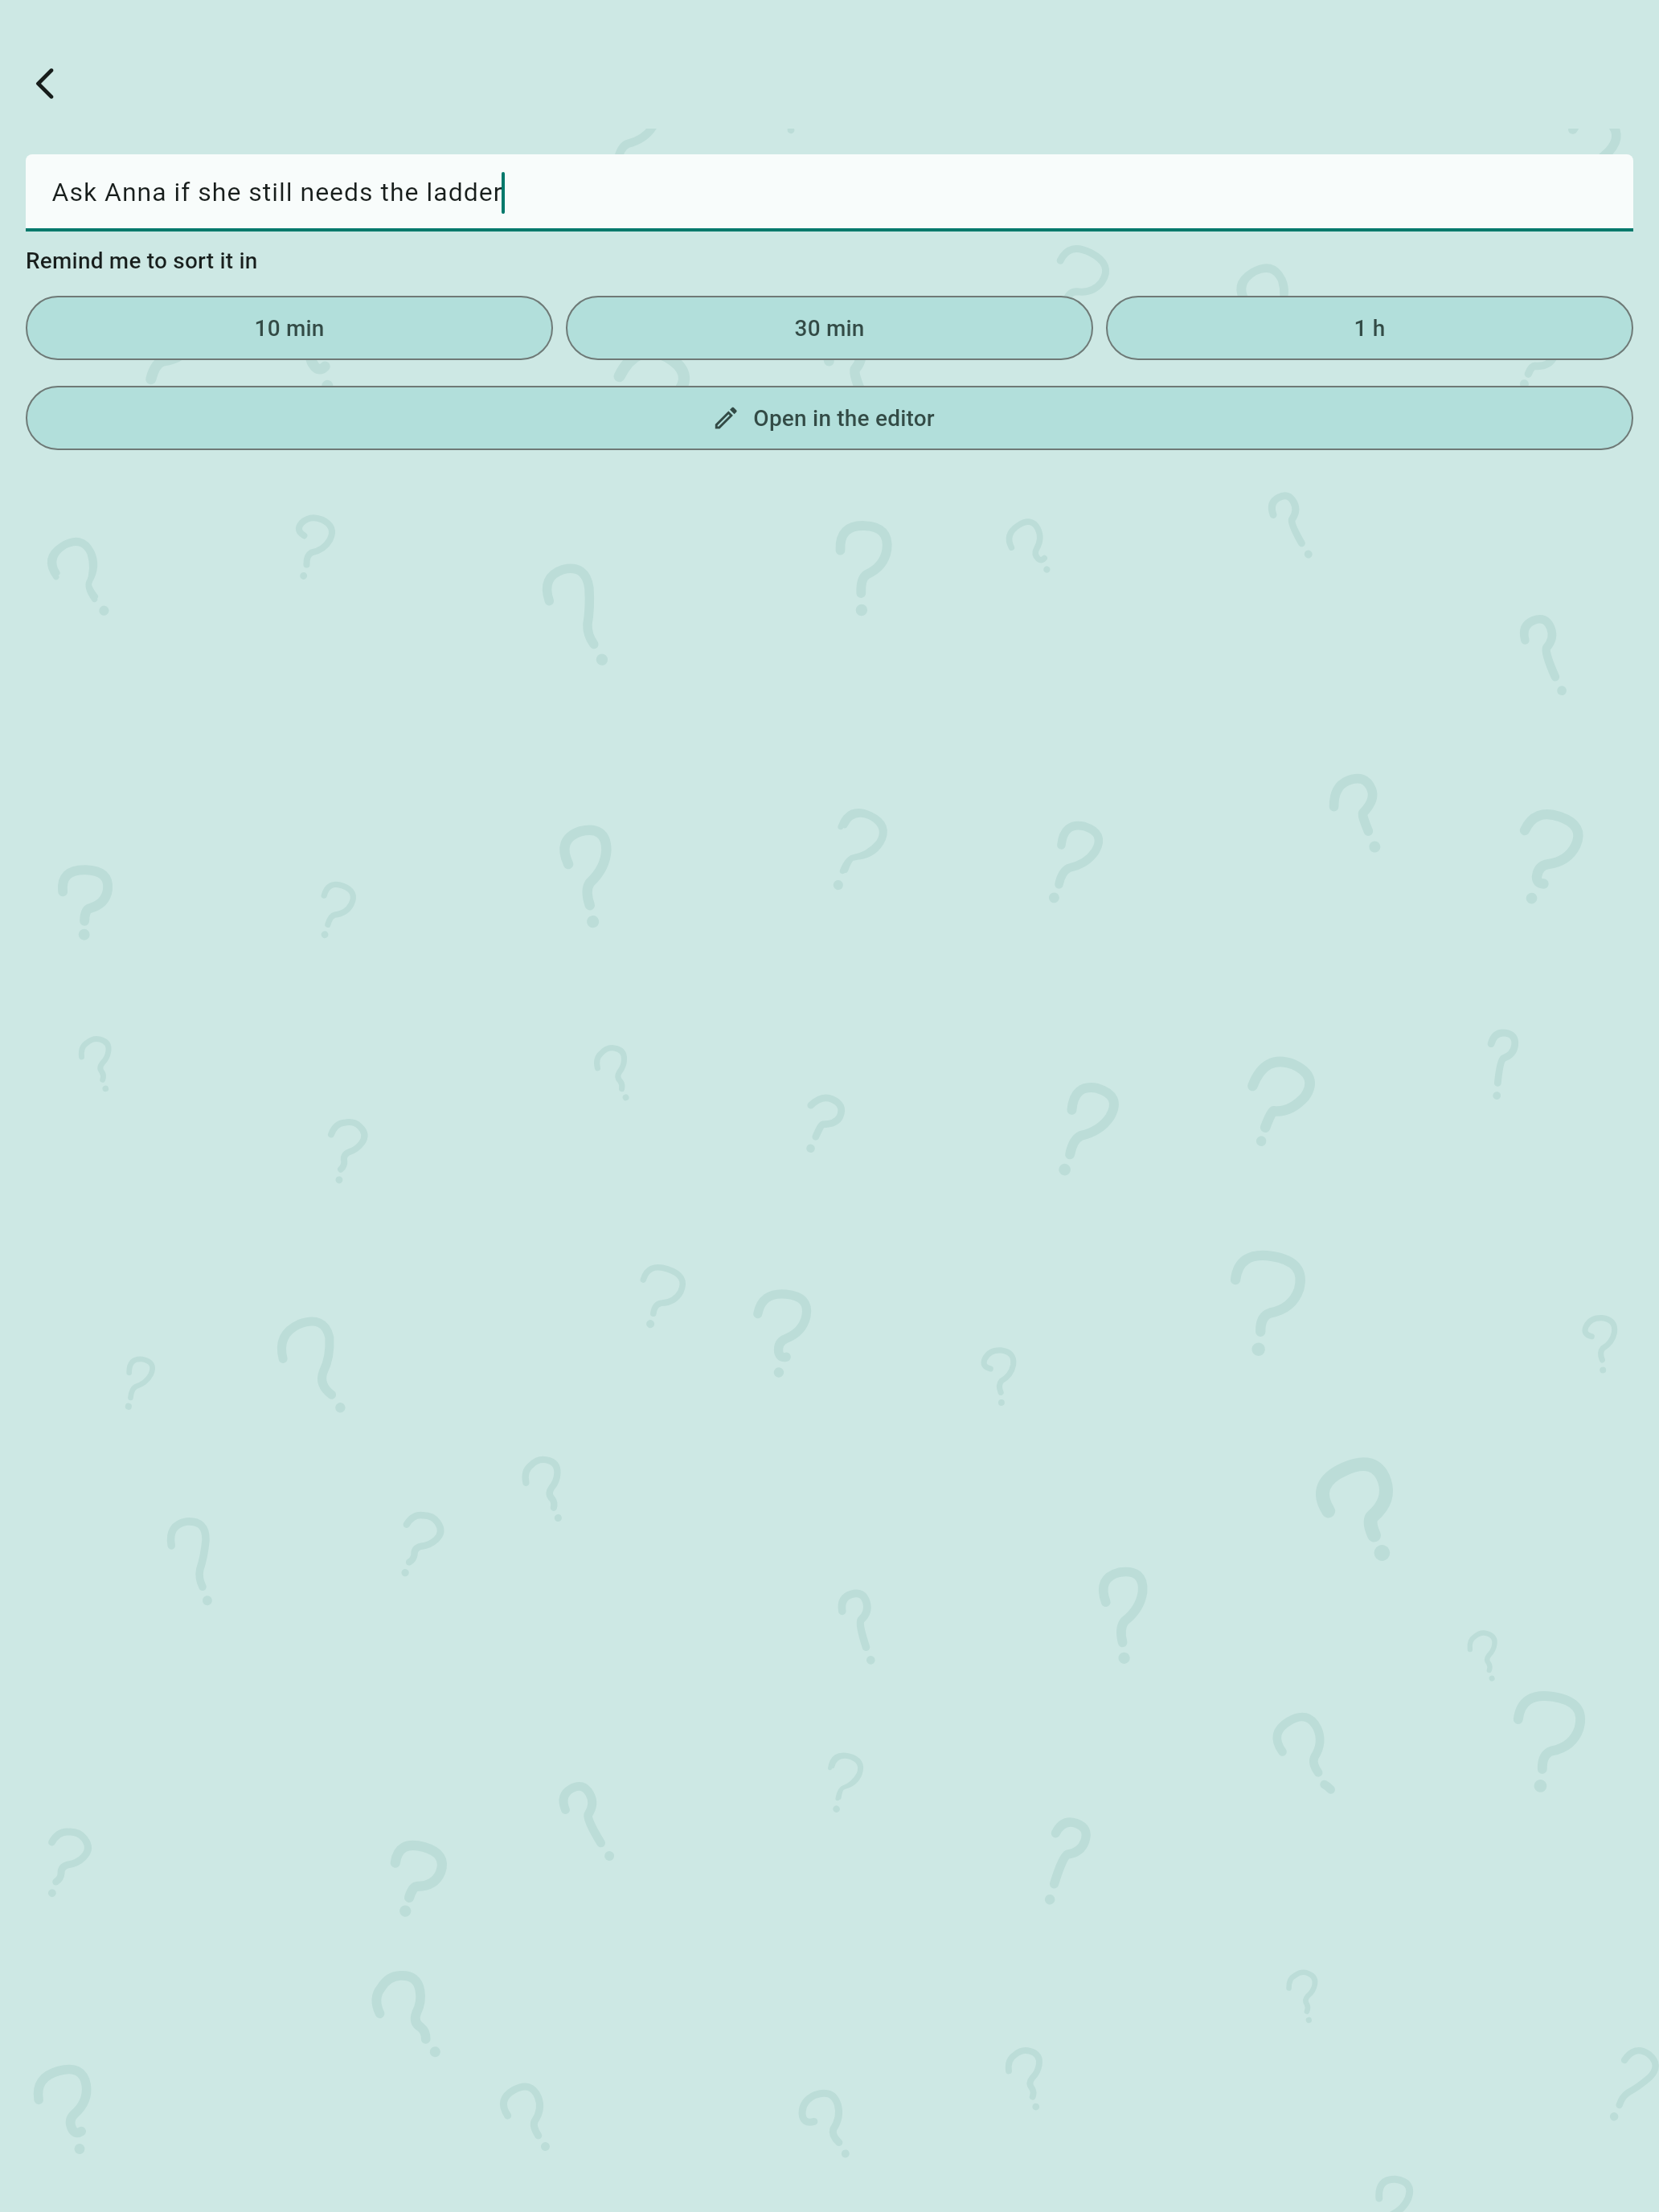 Ask Anna if she still needs the ladder
Remind me to sort it in
10 min
30 min
1 h
Open in the editor